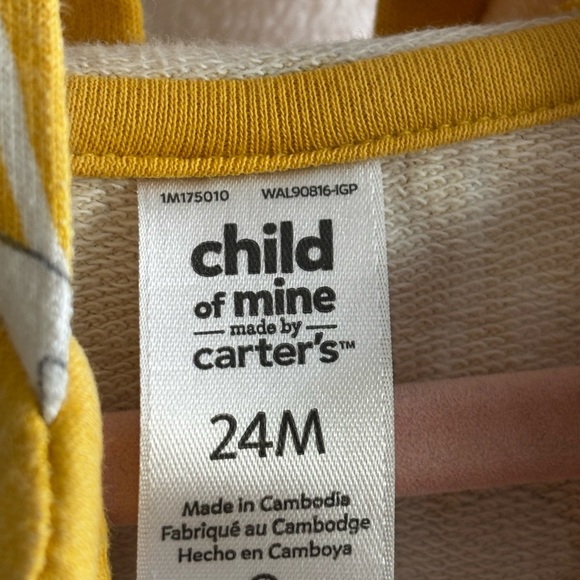 1M175010 WAL90816-IGP
child
of mine
made by
carter's™
24M
Made in Cambodia
Fabriqué au Cambodge
Hecho en Camboya